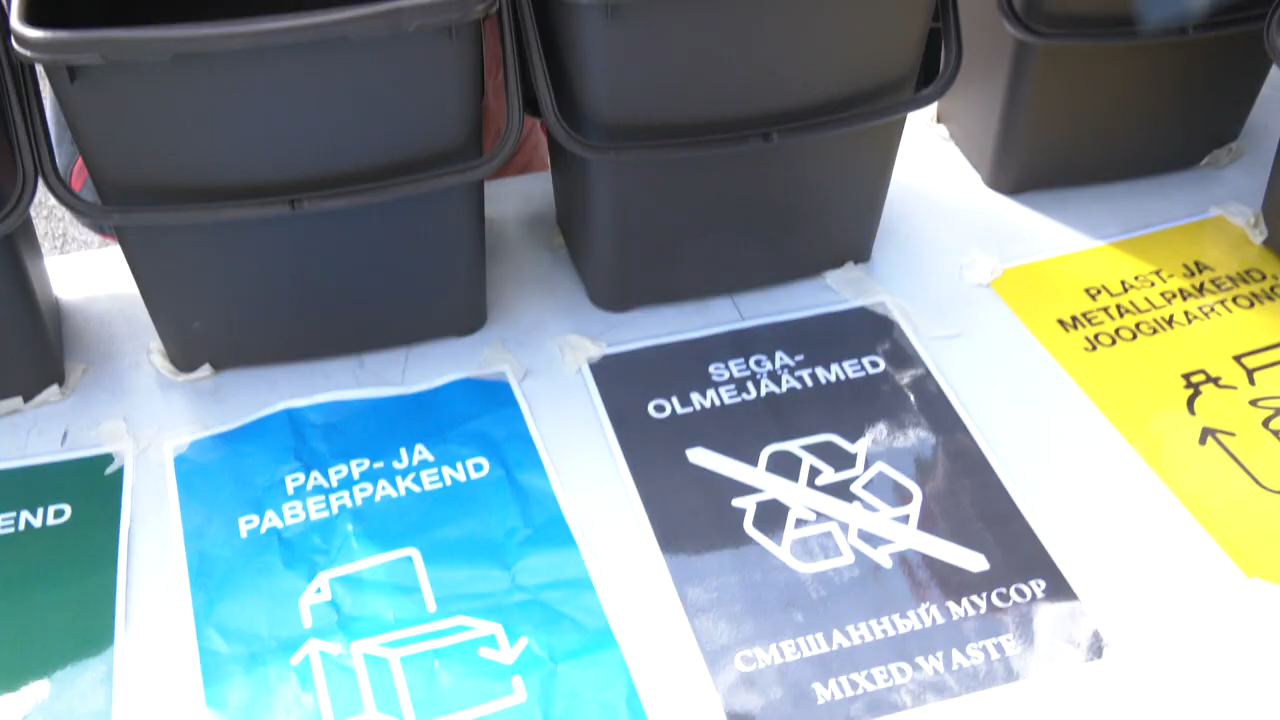 END
PAPP- JA
PABERPAKEND
SEGA-
OLMEJÄÄTMED
СМЕШАННЫЙ МУСОР
MIXED WASTE
PLAST- JA
METALLPAKEND,
JOOGIKARTONG